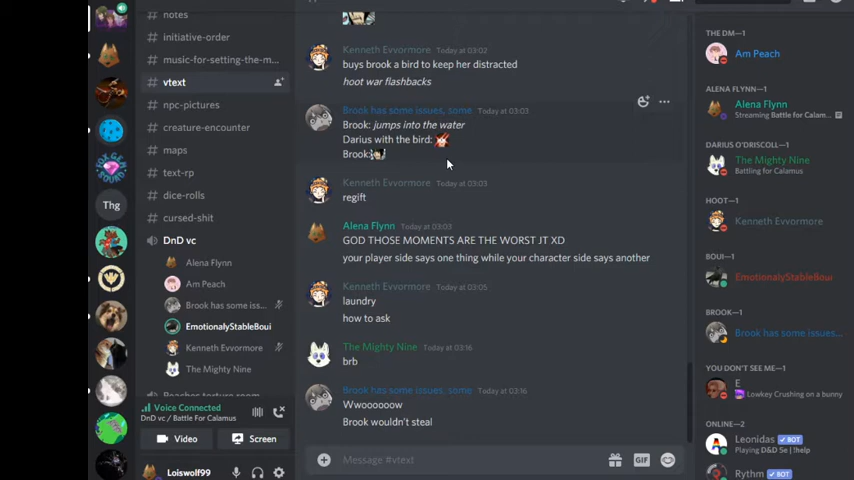 notes
initiative-order
music-for-setting-the-m...
vtext
npc-pictures
creature-encounter
maps
text-rp
dice-rolls
cursed-shit
DnD vc
Alena Flynn
Am Peach
Brook has some iss...
EmotionalyStableBoui
Kenneth Evvormore
The Mighty Nine
Voice Connected
DnD vc / Battle For Calamus
Video
Screen
Loiswolf99
Thg
Kenneth Evvormore Today at 03:02
buys brook a bird to keep her distracted
hoot war flashbacks
Brook has some issues, some Today at 03:03
Brook: jumps into the water
Darius with the bird:
Brook:
Kenneth Evvormore Today at 03:03
regift
Alena Flynn Today at 03:03
GOD THOSE MOMENTS ARE THE WORST JT XD
your player side says one thing while your character side says another
Kenneth Evvormore Today at 03:05
laundry
how to ask
The Mighty Nine Today at 03:16
brb
Brook has some issues, some Today at 03:16
Wwoooooow
Brook wouldn't steal
Message #vtext
GIF
THE DM—1
Am Peach
ALENA FLYNN—1
Alena Flynn
Streaming Battle for Calamu...
DARIUS O'DRISCOLL—1
The Mighty Nine
Battling for Calamus
HOOT—1
Kenneth Evvormore
BOUI—1
EmotionalyStableBoui
BROOK—1
Brook has some issues...
YOU DON'T SEE ME—1
E
Lowkey Crushing on a bunny
ONLINE—2
Leonidas BOT
Playing D&D 5e | !help
Rythm BOT